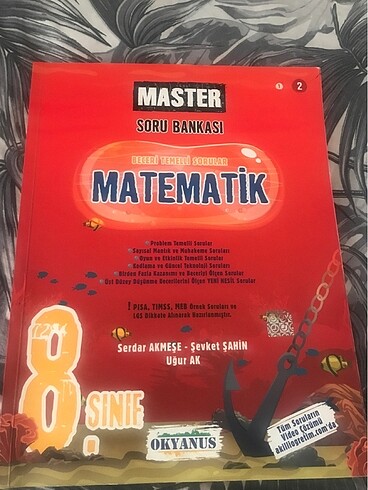 MASTER
1 2
SORU BANKASI
BECERİ TEMELLİ SORULAR
MATEMATİK
Problem Temelli Sorular
Sayısal Mantık ve Muhakeme Soruları
Oyun ve Etkinlik Temelli Sorular
Kodlama ve Güncel Teknoloji Soruları
Birden Fazla Kazanımı ve Beceriyi Ölçen Sorular
Üst Düzey Düşünme Becerilerini Ölçen YENİ NESİL Sorular
! PISA, TIMSS, MEB Örnek Soruları ve
LGS Dikkate Alınarak Hazırlanmıştır.
Serdar AKMEŞE - Şevket ŞAHİN
Uğur AK
8. SINIF
OKYANUS
Tüm Soruların
Video Çözümü
akilliogretim.com'da